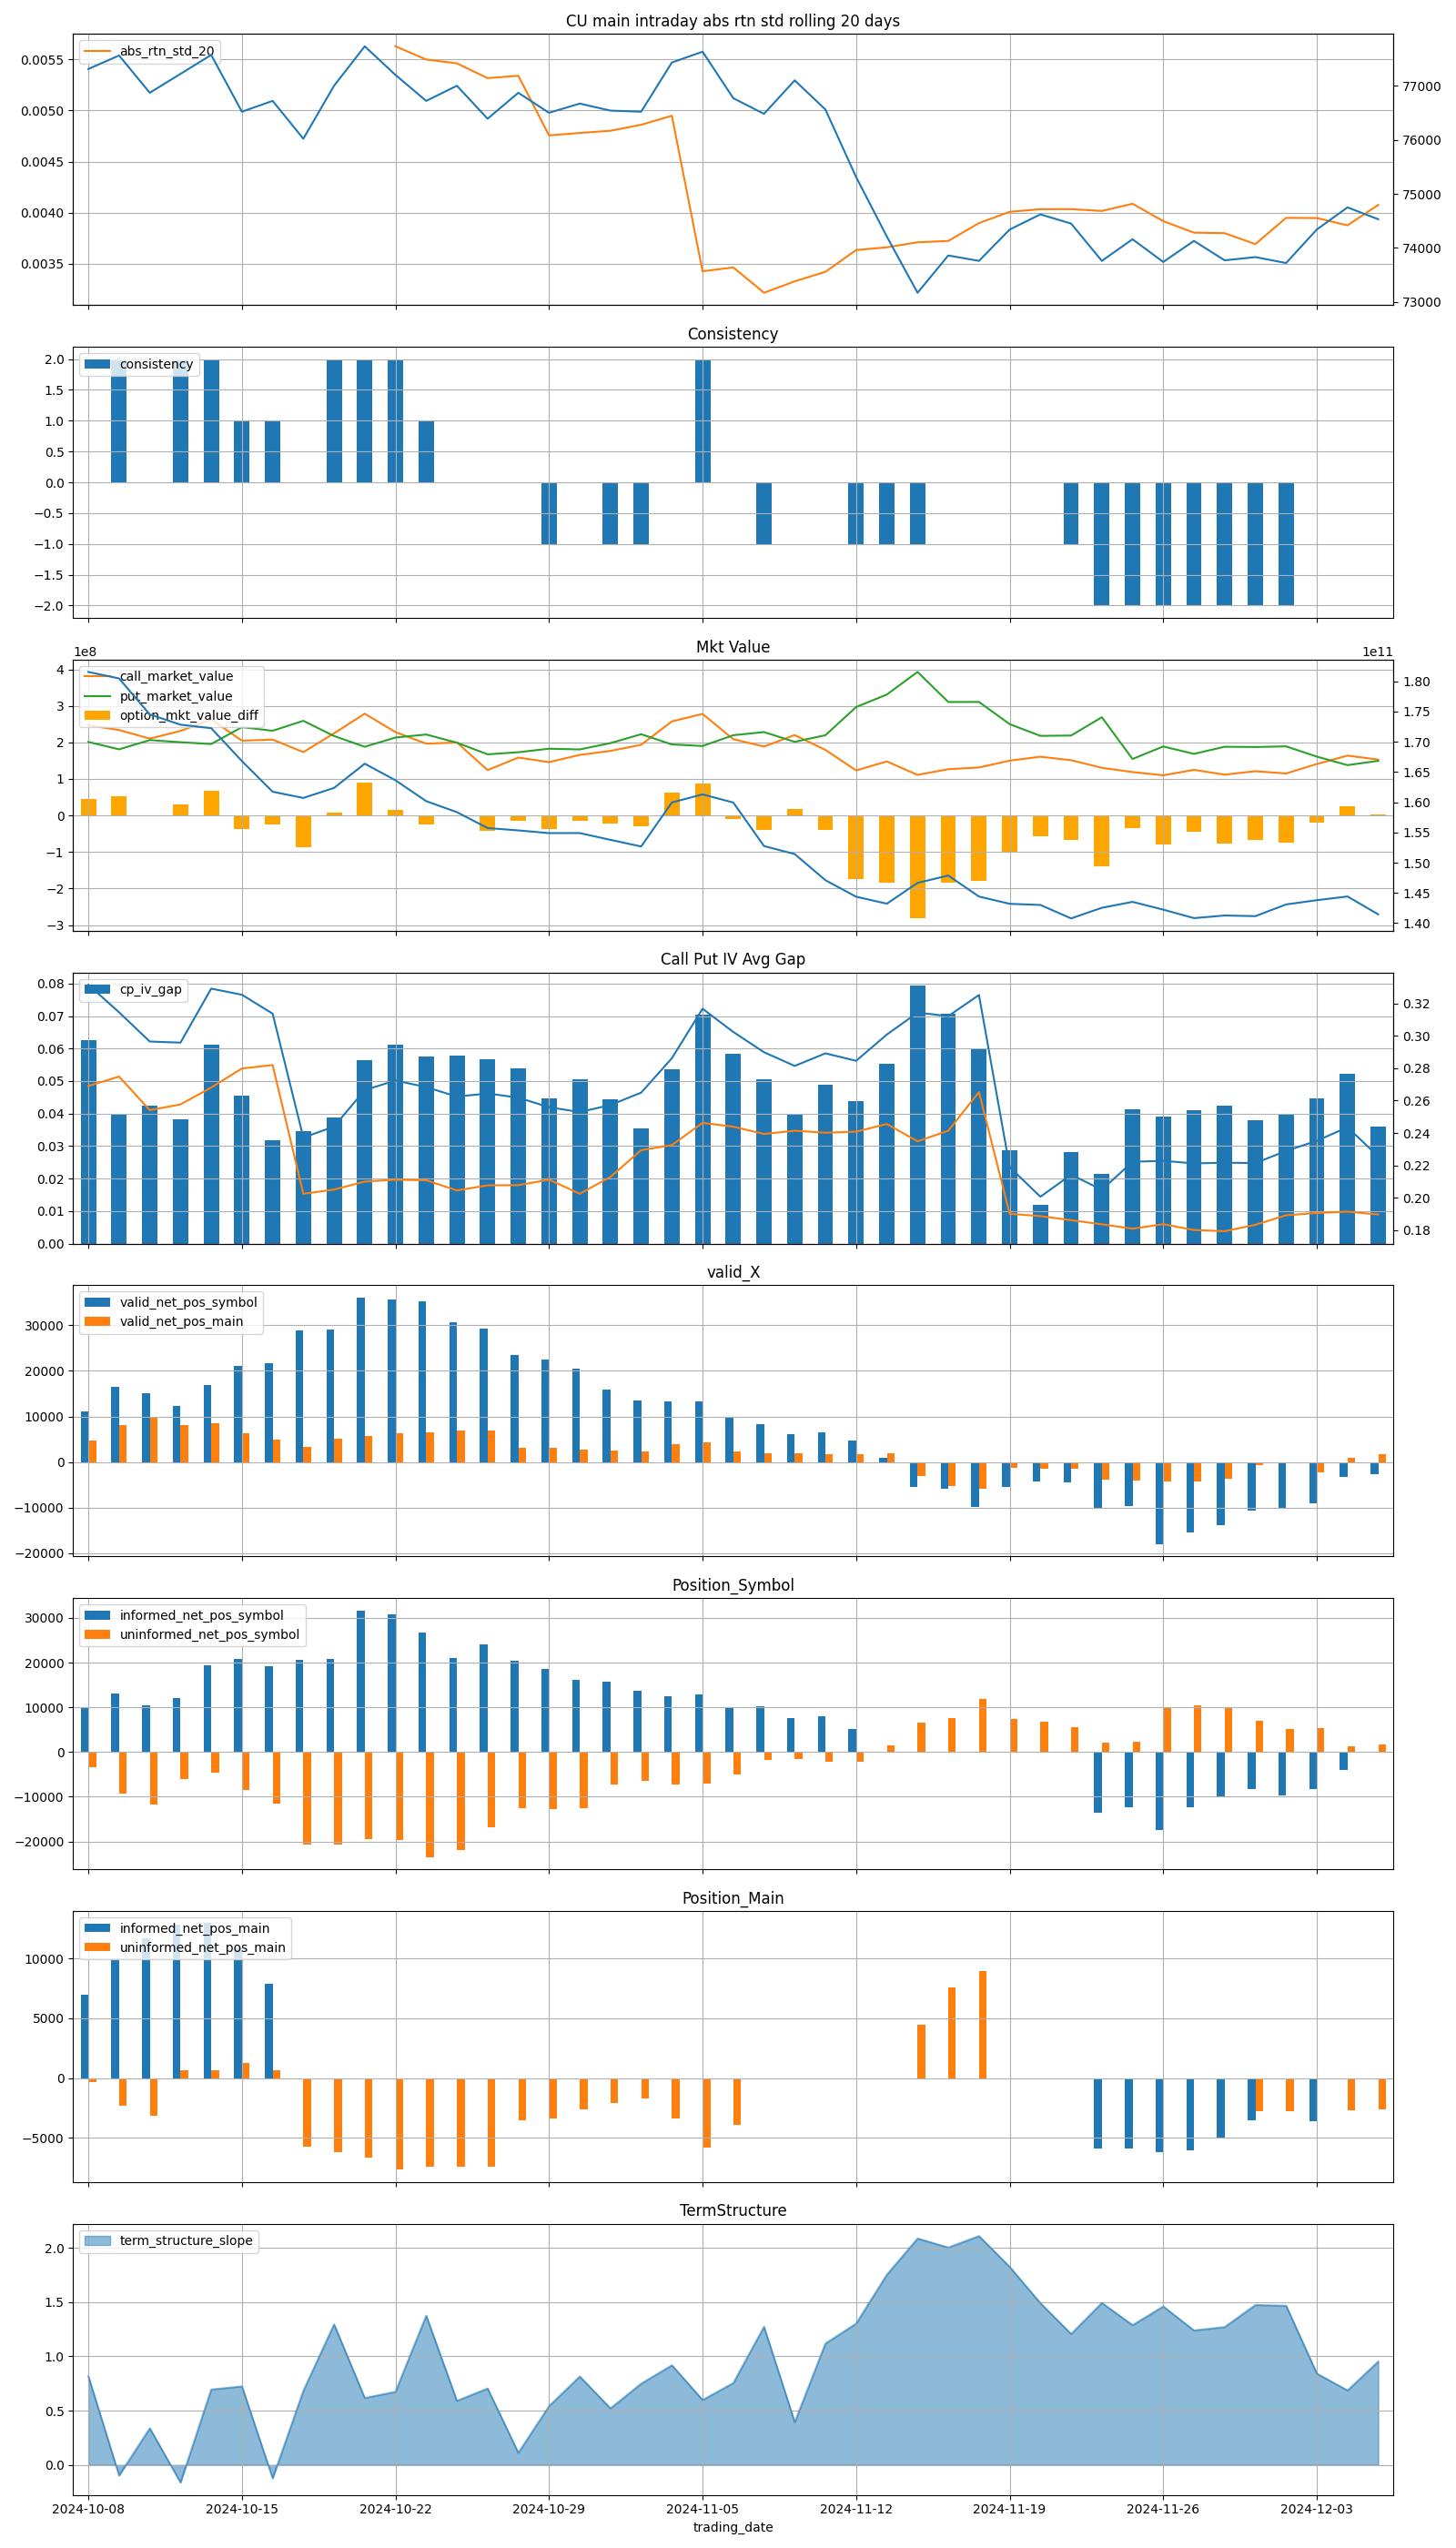 CU main intraday abs rtn std rolling 20 days
abs_rtn_std_20
0.0055
0.0050
0.0045
0.0040
0.0035
77000
76000
75000
74000
73000
Consistency
consistency
2.0
1.5
1.0
0.5
0.0
−0.5
−1.0
−1.5
−2.0
Mkt Value
1e8
1e11
call_market_value
put_market_value
option_mkt_value_diff
4
3
2
1
0
−1
−2
−3
1.80
1.75
1.70
1.65
1.60
1.55
1.50
1.45
1.40
Call Put IV Avg Gap
cp_iv_gap
0.08
0.07
0.06
0.05
0.04
0.03
0.02
0.01
0.00
0.32
0.30
0.28
0.26
0.24
0.22
0.20
0.18
valid_X
valid_net_pos_symbol
valid_net_pos_main
30000
20000
10000
0
−10000
−20000
Position_Symbol
informed_net_pos_symbol
uninformed_net_pos_symbol
30000
20000
10000
0
−10000
−20000
Position_Main
informed_net_pos_main
uninformed_net_pos_main
10000
5000
0
−5000
TermStructure
term_structure_slope
2.0
1.5
1.0
0.5
0.0
2024-10-08 2024-10-15 2024-10-22 2024-10-29 2024-11-05 2024-11-12 2024-11-19 2024-11-26 2024-12-03
trading_date